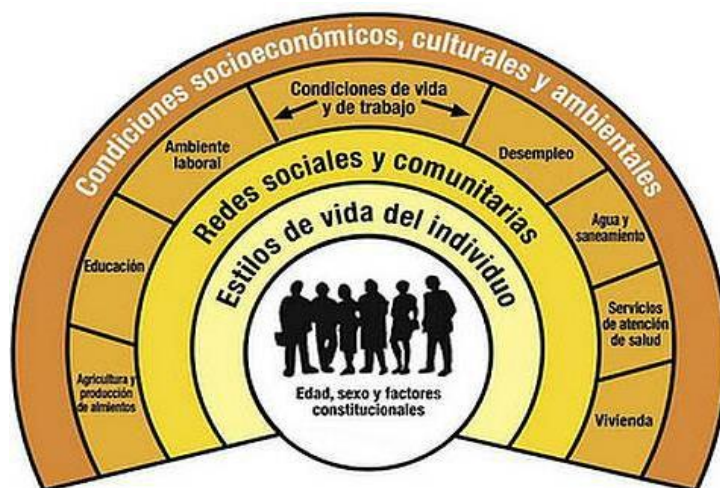 Condiciones socioeconómicos, culturales y ambientales
Condiciones de vida
y de trabajo
Ambiente
laboral
Desempleo
Redes sociales y comunitarias
Agua y
saneamiento
Estilos de vida del individuo
Educación
Servicios
de atención
de salud
Agricultura y
producción
de almientos
Edad, sexo y factores
constitucionales
Vivienda